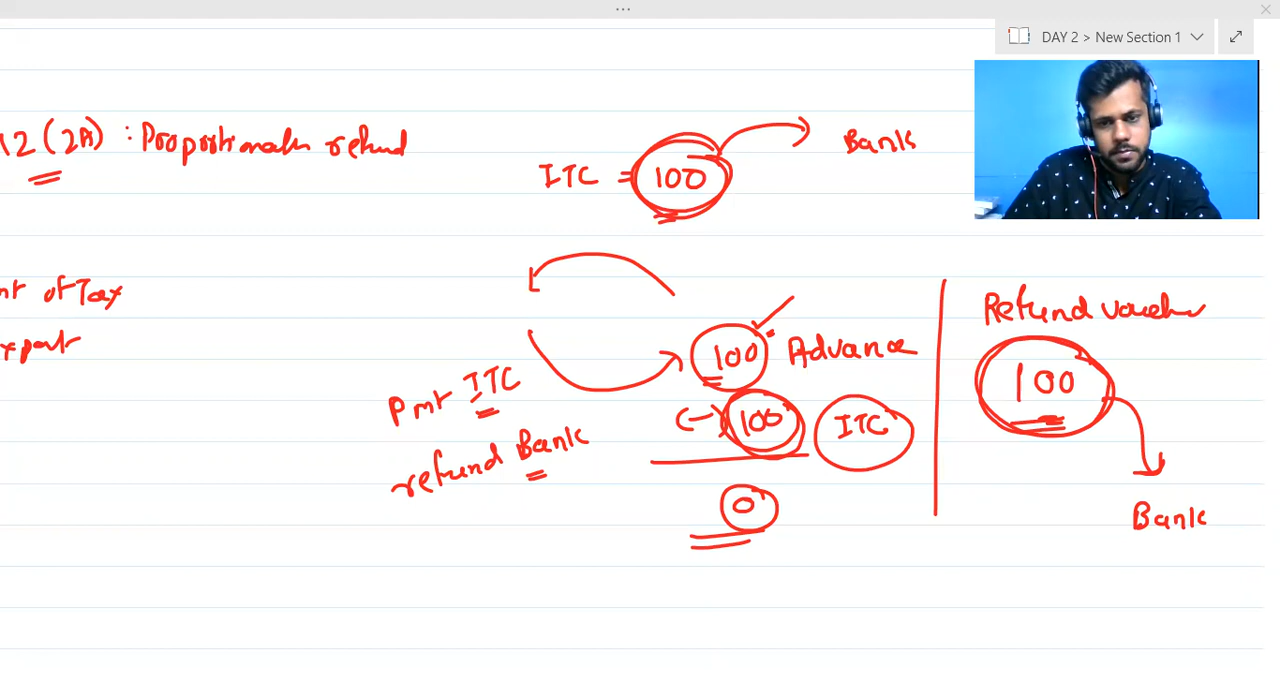 DAY 2 > New Section 1
12 (2A) : Proportionate refund
ITC = 100
Bank
nt of Tax
xport
100 Advance
(-) 100 ITC
0
Pmt ITC
refund Bank
Refund voucher
100
Bank